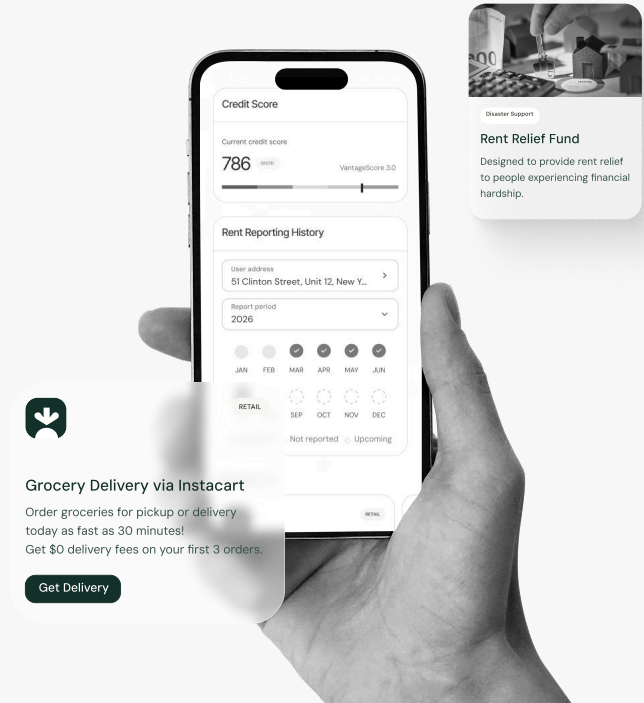 Credit Score
Current credit score
786 GOOD
VantageScore 3.0
Rent Reporting History
User address
51 Clinton Street, Unit 12, New Y...
Report period
2026
JAN FEB MAR APR MAY JUN
SEP OCT NOV DEC
Not reported Upcoming
RETAIL
Disaster Support
Rent Relief Fund
Designed to provide rent relief
to people experiencing financial
hardship.
RETAIL
Grocery Delivery via Instacart
Order groceries for pickup or delivery
today as fast as 30 minutes!
Get $0 delivery fees on your first 3 orders.
Get Delivery